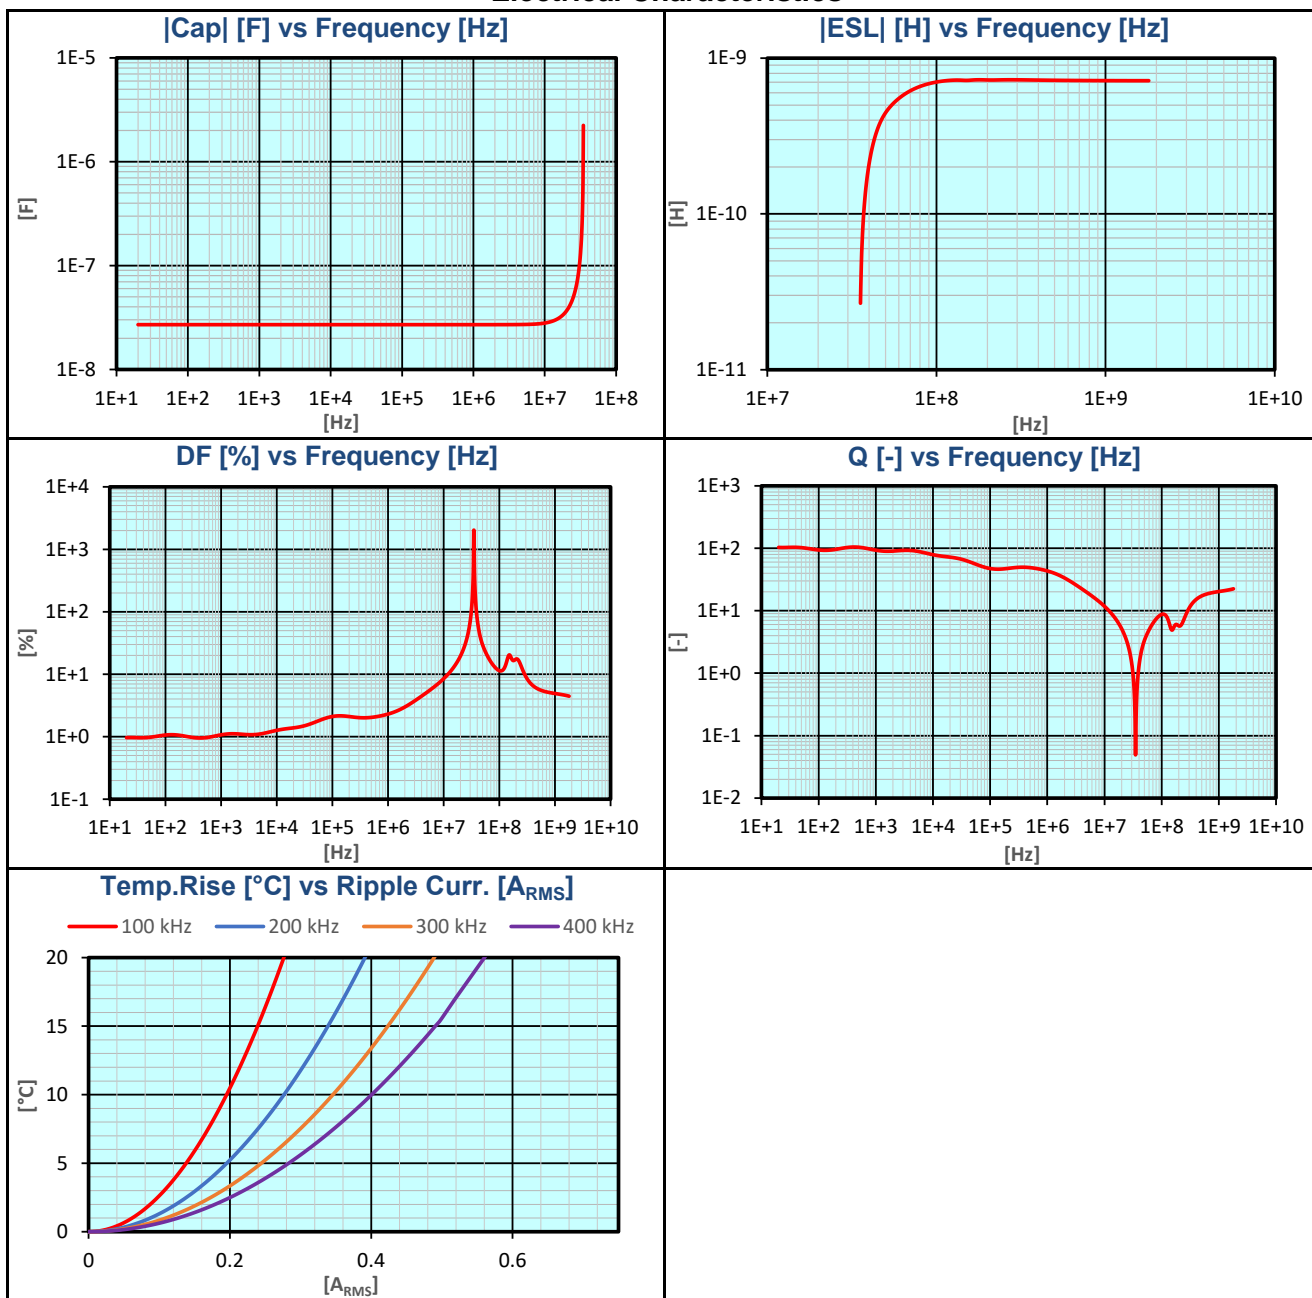 |Cap| [F] vs Frequency [Hz]
1E-5
1E-6
1E-7
1E-8
[F]
1E+1 1E+2 1E+3 1E+4 1E+5 1E+6 1E+7 1E+8
[Hz]
|ESL| [H] vs Frequency [Hz]
1E-9
1E-10
1E-11
[H]
1E+7 1E+8 1E+9 1E+10
[Hz]
DF [%] vs Frequency [Hz]
1E+4
1E+3
1E+2
1E+1
1E+0
1E-1
[%]
1E+1 1E+2 1E+3 1E+4 1E+5 1E+6 1E+7 1E+8 1E+9 1E+10
[Hz]
Q [-] vs Frequency [Hz]
1E+3
1E+2
1E+1
1E+0
1E-1
1E-2
[-]
1E+1 1E+2 1E+3 1E+4 1E+5 1E+6 1E+7 1E+8 1E+9 1E+10
[Hz]
Temp.Rise [°C] vs Ripple Curr. [ARMS]
100 kHz 200 kHz 300 kHz 400 kHz
20
15
10
5
0
[°C]
0 0.2 0.4 0.6
[ARMS]